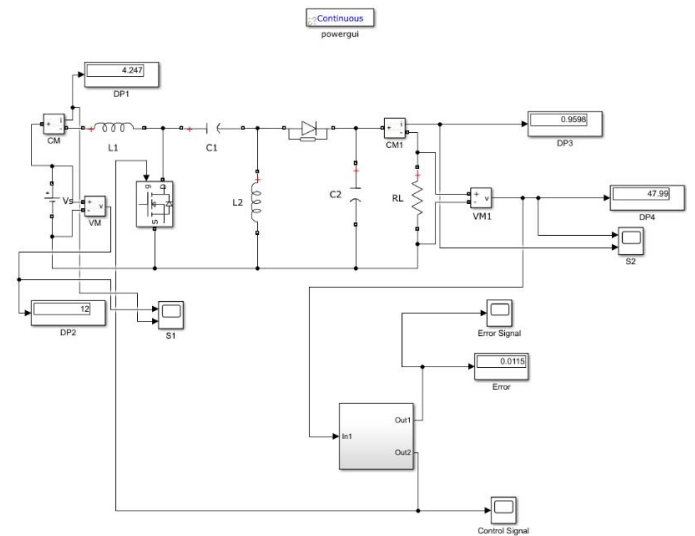 Continuous
powergui
4.247
DP1
CM
+
-
i
L1
C1
CM1
0.9598
DP3
Vs
VM
+
-
v
g
D
S
L2
C2
RL
VM1
+
-
v
47.99
DP4
S2
12
DP2
S1
Error Signal
0.0115
Error
In1
Out1
Out2
Control Signal